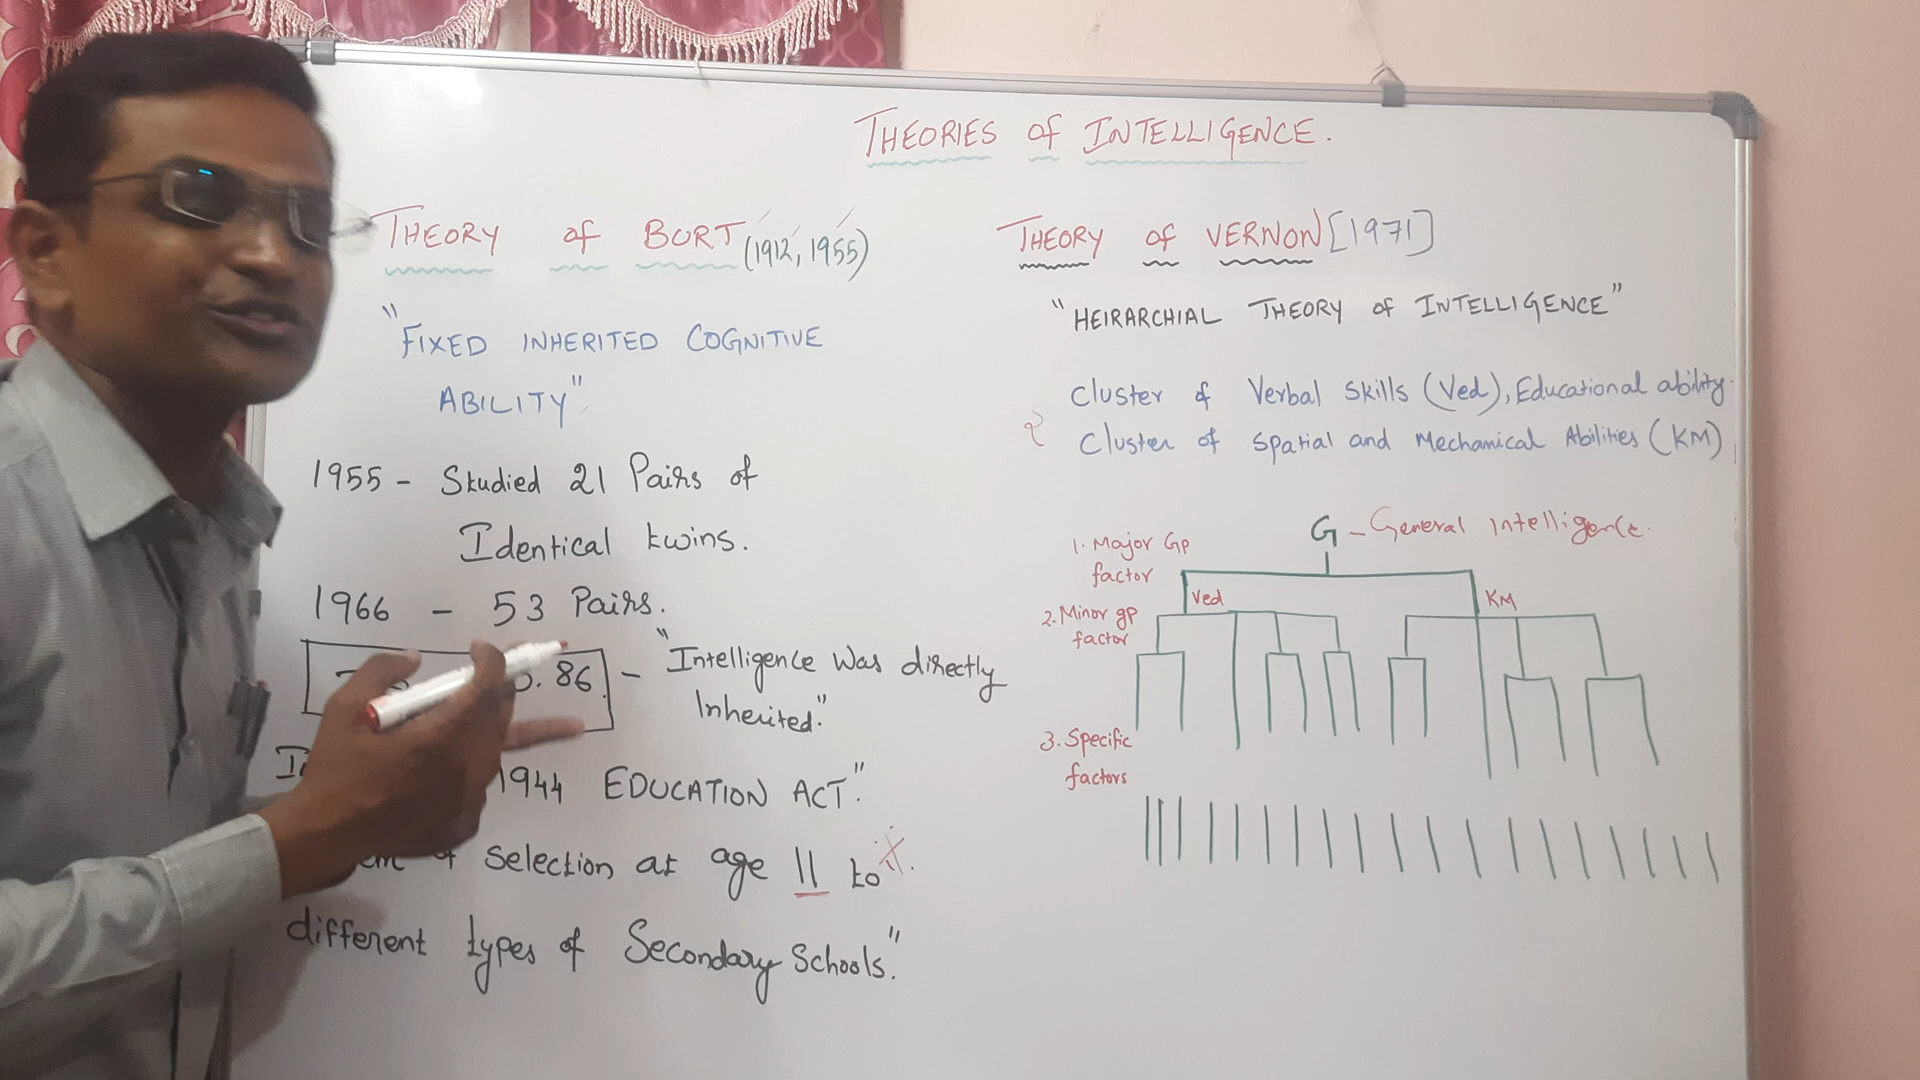 THEORIES of INTELLIGENCE.
THEORY of BURT (1912, 1955)
"FIXED INHERITED COGNITIVE
ABILITY"
1955 - Studied 21 Pairs of
Identical twins.
1966 - 53 Pairs.
0.86 - "Intelligence Was directly
Inherited."
1944 EDUCATION ACT."
selection at age 11 to
different types of Secondary Schools."
THEORY of VERNON [1971]
"HEIRARCHIAL THEORY of INTELLIGENCE"
Cluster of Verbal Skills (Ved), Educational ability.
Cluster of Spatial and Mechanical Abilities (KM)
G - General Intelligence.
1. Major Gp
factor
Ved
KM
2. Minor gp
factor
3. Specific
factors